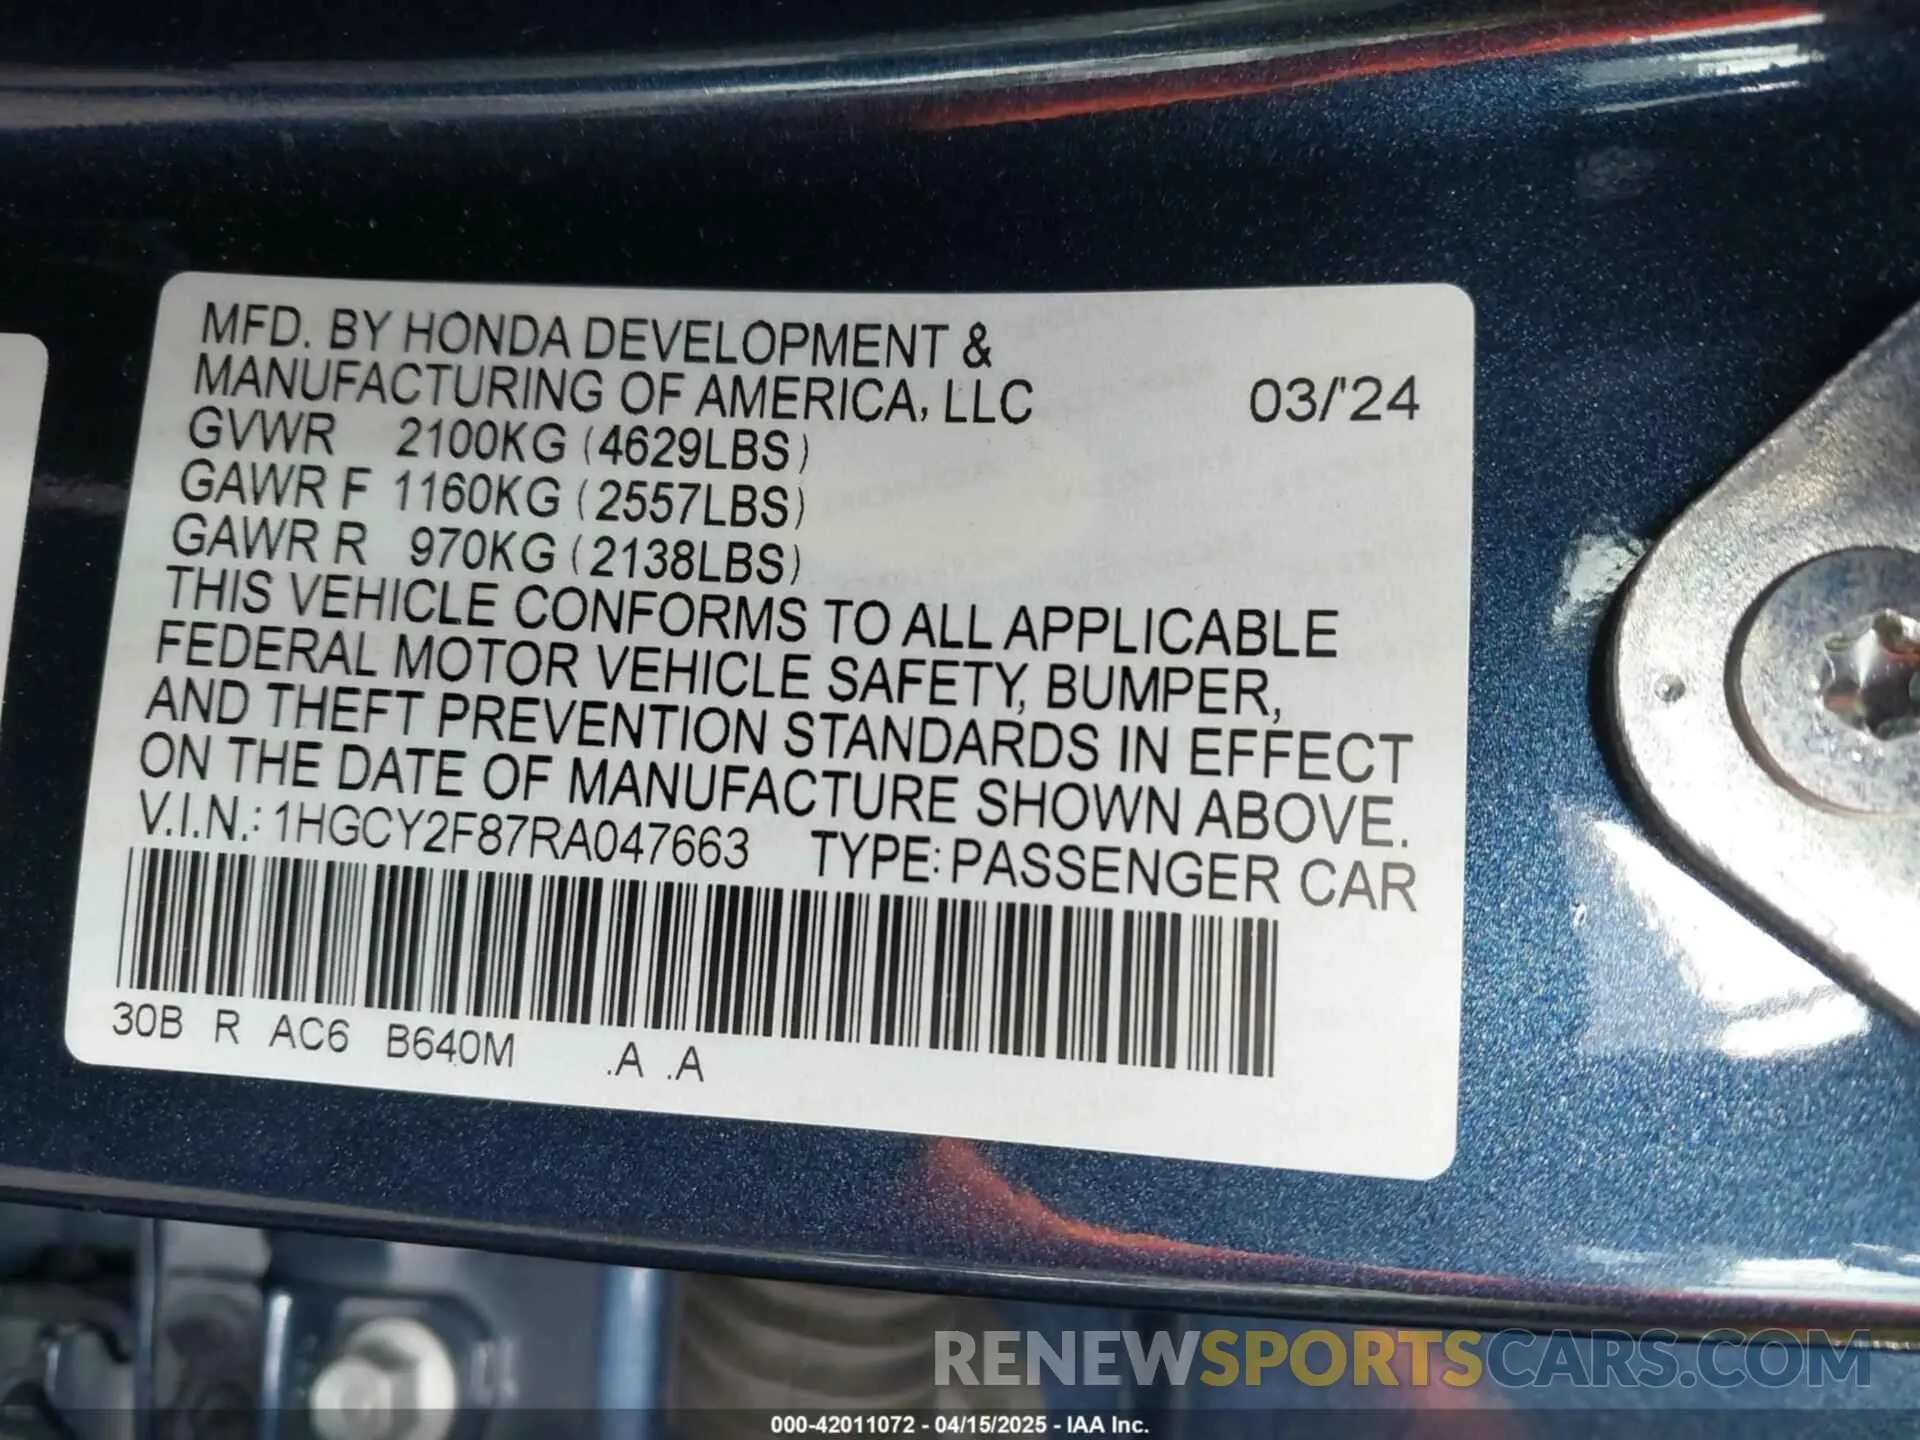 MFD. BY HONDA DEVELOPMENT &
MANUFACTURING OF AMERICA, LLC 03/'24
GVWR 2100KG (4629LBS)
GAWR F 1160KG (2557LBS)
GAWR R 970KG (2138LBS)
THIS VEHICLE CONFORMS TO ALL APPLICABLE
FEDERAL MOTOR VEHICLE SAFETY, BUMPER,
AND THEFT PREVENTION STANDARDS IN EFFECT
ON THE DATE OF MANUFACTURE SHOWN ABOVE.
V.I.N.: 1HGCY2F87RA047663 TYPE: PASSENGER CAR
30B R AC6 B640M .A .A
RENEWSPORTSCARS.COM
000-42011072 - 04/15/2025 - IAA Inc.